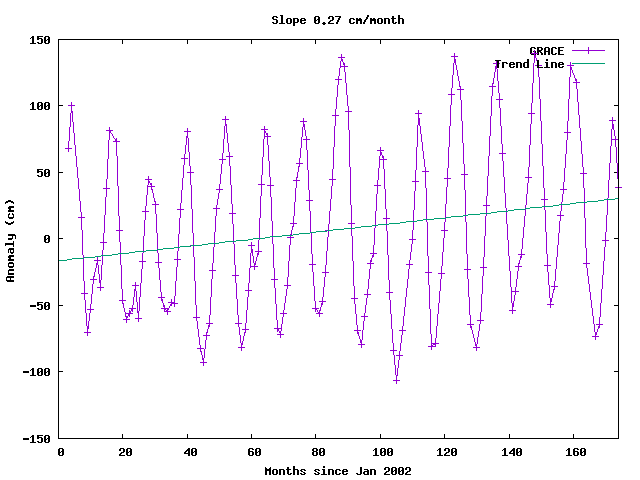 Slope 0.27 cm/month
GRACE
Trend Line
150
100
50
0
-50
-100
-150
Anomaly (cm)
0 20 40 60 80 100 120 140 160
Months since Jan 2002